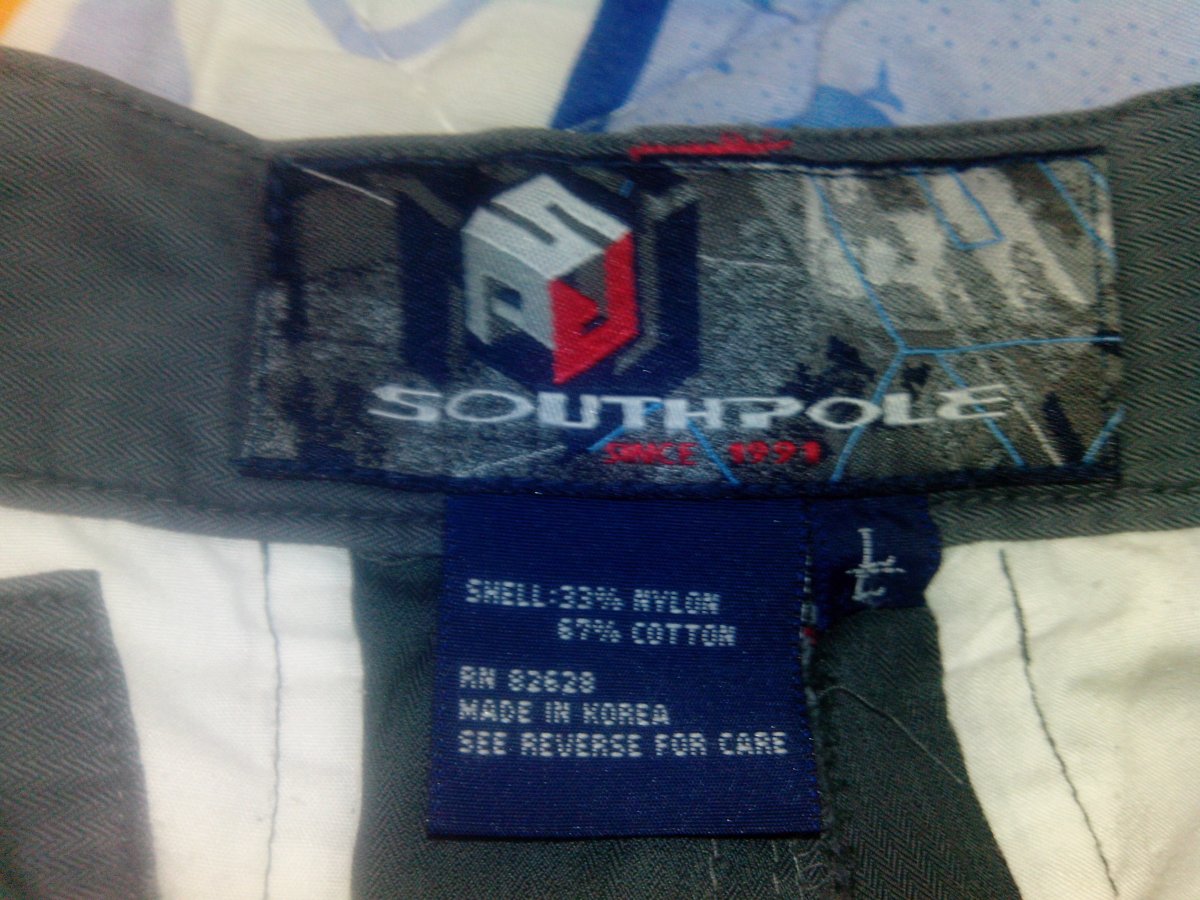 SOUTHPOLE
SINCE 1991
L
SHELL: 33% NYLON
67% COTTON
RN 82628
MADE IN KOREA
SEE REVERSE FOR CARE